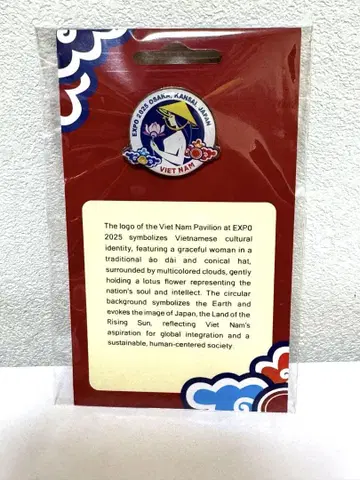 EXPO 2025 OSAKA, KANSAI, JAPAN
VIET NAM
The logo of the Viet Nam Pavilion at EXPO
2025 symbolizes Vietnamese cultural
identity, featuring a graceful woman in a
traditional áo dài and conical hat,
surrounded by multicolored clouds, gently
holding a lotus flower representing the
nation's soul and intellect. The circular
background symbolizes the Earth and
evokes the image of Japan, the Land of the
Rising Sun, reflecting Viet Nam's
aspiration for global integration and a
sustainable, human-centered society.